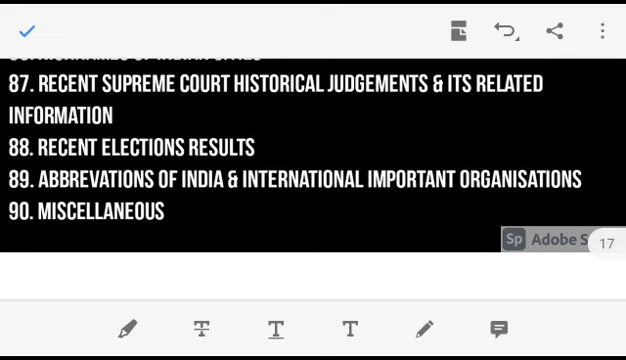 87. RECENT SUPREME COURT HISTORICAL JUDGEMENTS & ITS RELATED
INFORMATION
88. RECENT ELECTIONS RESULTS
89. ABBREVATIONS OF INDIA & INTERNATIONAL IMPORTANT ORGANISATIONS
90. MISCELLANEOUS
Sp Adobe S
17